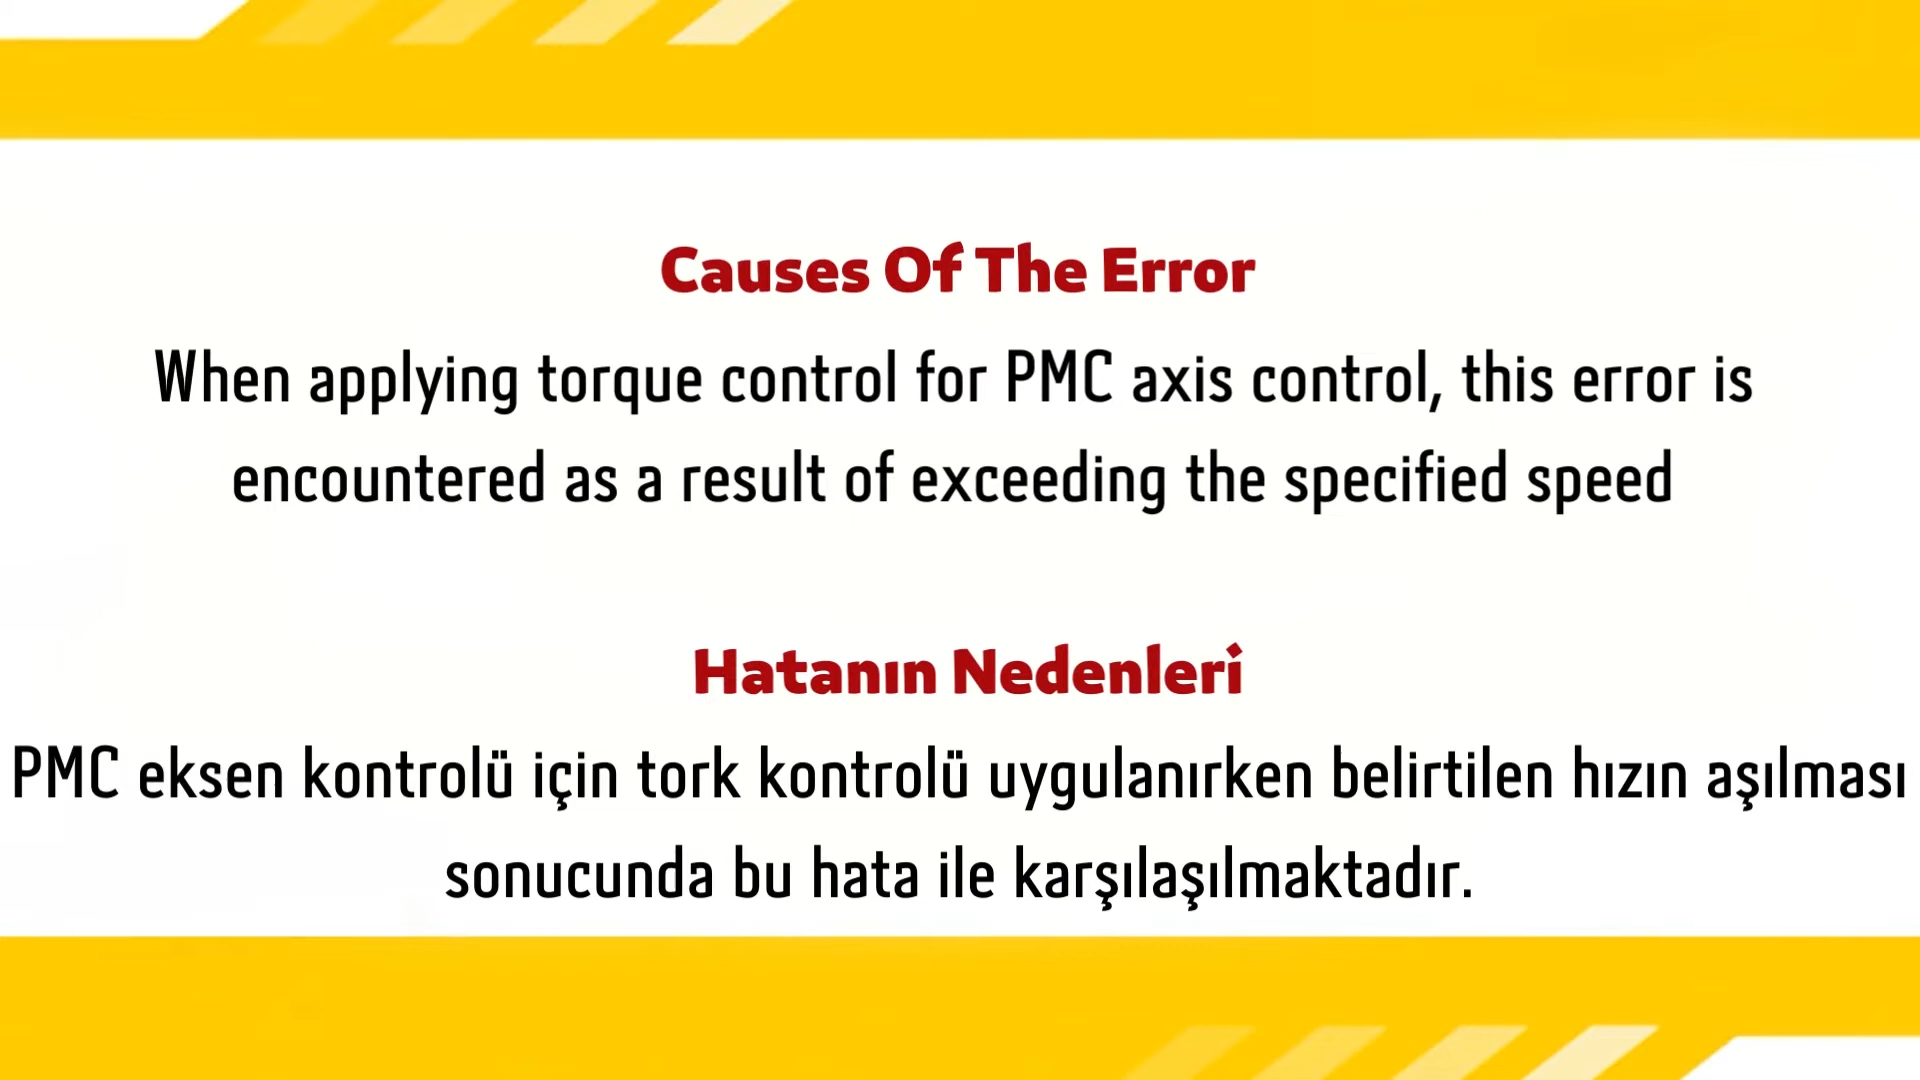 Causes Of The Error
When applying torque control for PMC axis control, this error is
encountered as a result of exceeding the specified speed
Hatanın Nedenleri
PMC eksen kontrolü için tork kontrolü uygulanırken belirtilen hızın aşılması
sonucunda bu hata ile karşılaşılmaktadır.